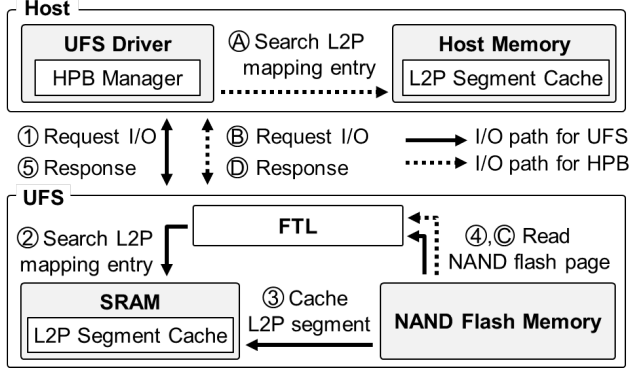 Host
UFS Driver
HPB Manager
Ⓐ Search L2P
mapping entry
Host Memory
L2P Segment Cache
① Request I/O
⑤ Response
Ⓑ Request I/O
Ⓓ Response
I/O path for UFS
I/O path for HPB
UFS
② Search L2P
mapping entry
FTL
④,Ⓒ Read
NAND flash page
SRAM
L2P Segment Cache
③ Cache
L2P segment
NAND Flash Memory